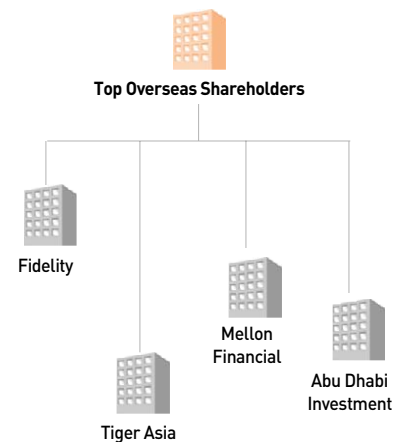 Top Overseas Shareholders
Fidelity
Mellon
Financial
Abu Dhabi
Investment
Tiger Asia